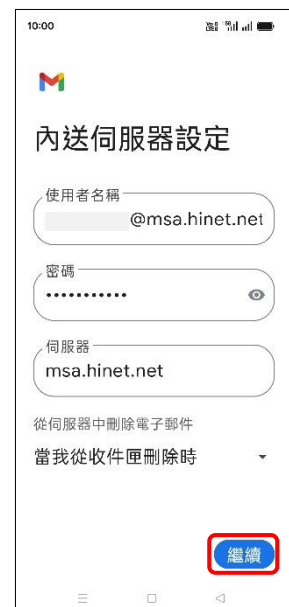 10:00
內送伺服器設定
使用者名稱
@msa.hinet.net
密碼
•••••••••••
伺服器
msa.hinet.net
從伺服器中刪除電子郵件
當我從收件匣刪除時
繼續